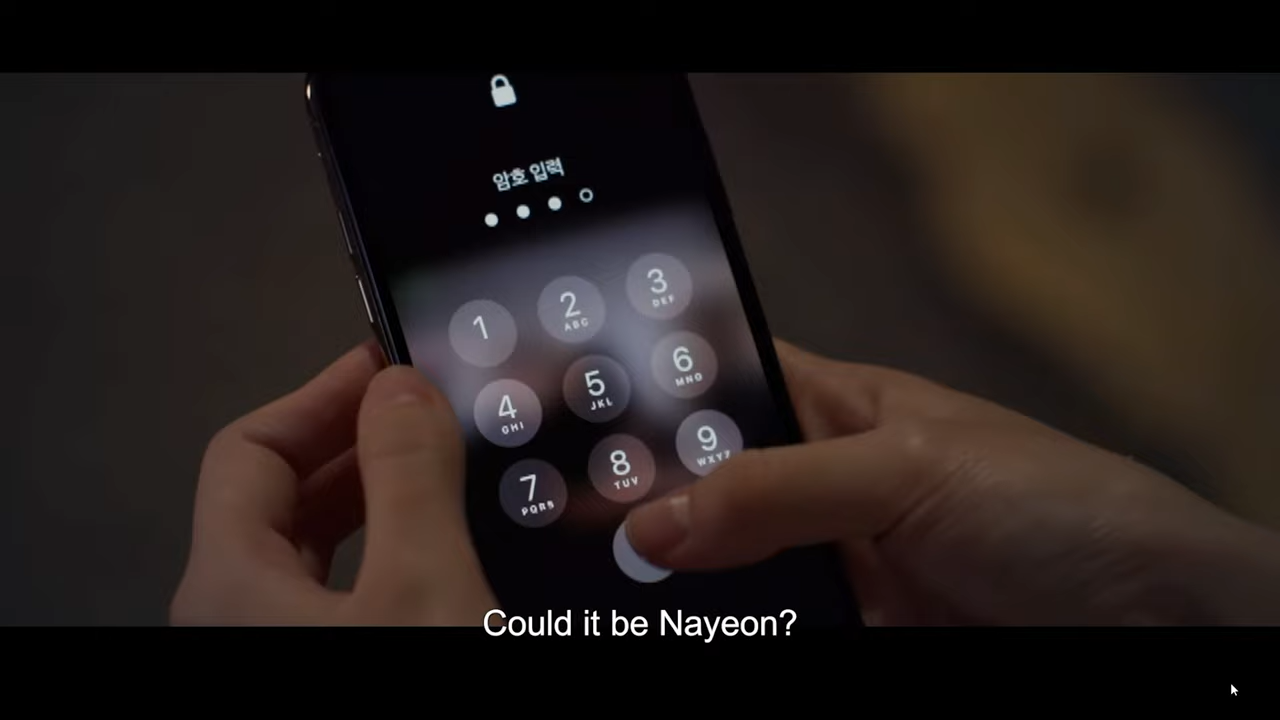 암호 입력
1
2
ABC
3
DEF
4
GHI
5
JKL
6
MNO
7
PQRS
8
TUV
9
WXYZ
Could it be Nayeon?